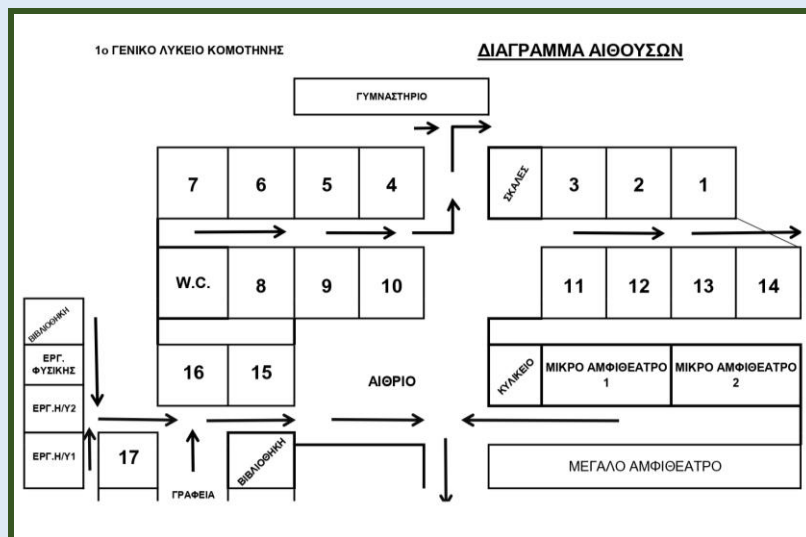 1ο ΓΕΝΙΚΟ ΛΥΚΕΙΟ ΚΟΜΟΤΗΝΗΣ
ΔΙΑΓΡΑΜΜΑ ΑΙΘΟΥΣΩΝ
ΓΥΜΝΑΣΤΗΡΙΟ
7 6 5 4
ΣΚΑΛΕΣ
3 2 1
W.C.
8 9 10
11 12 13 14
ΒΙΒΛΙΟΘΗΚΗ
ΕΡΓ.
ΦΥΣΙΚΗΣ
16 15
ΑΙΘΡΙΟ
ΚΥΛΙΚΕΙΟ
ΜΙΚΡΟ ΑΜΦΙΘΕΑΤΡΟ
1
ΜΙΚΡΟ ΑΜΦΙΘΕΑΤΡΟ
2
ΕΡΓ.Η/Υ2
ΕΡΓ.Η/Υ1
17
ΓΡΑΦΕΙΑ
ΒΙΒΛΙΟΘΗΚΗ
ΜΕΓΑΛΟ ΑΜΦΙΘΕΑΤΡΟ